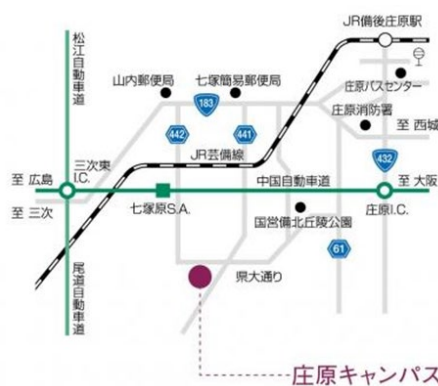 JR備後庄原駅
松江自動車道
山内郵便局
七塚簡易郵便局
庄原バスセンター
183
庄原消防署
442
441
至 西城
JR芸備線
432
三次東
I.C.
至 広島
中国自動車道
至 大阪
至 三次
七塚原S.A.
国営備北丘陵公園
庄原I.C.
61
県大通り
尾道自動車道
庄原キャンパス